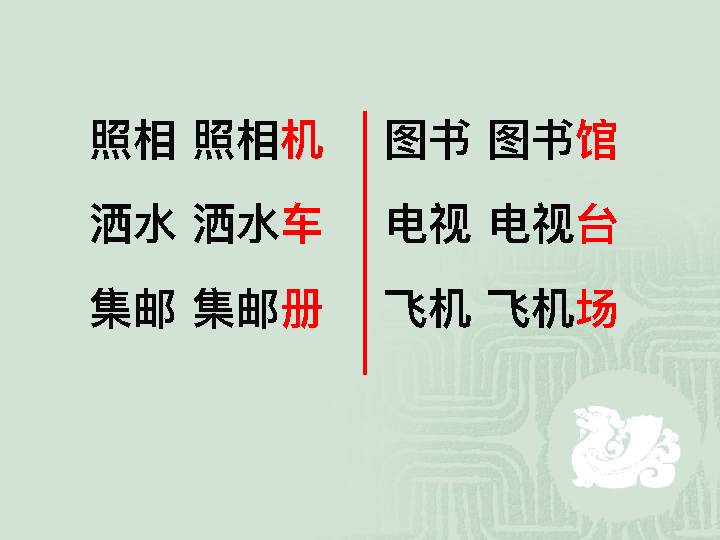 照相 照相机
洒水 洒水车
集邮 集邮册
图书 图书馆
电视 电视台
飞机 飞机场